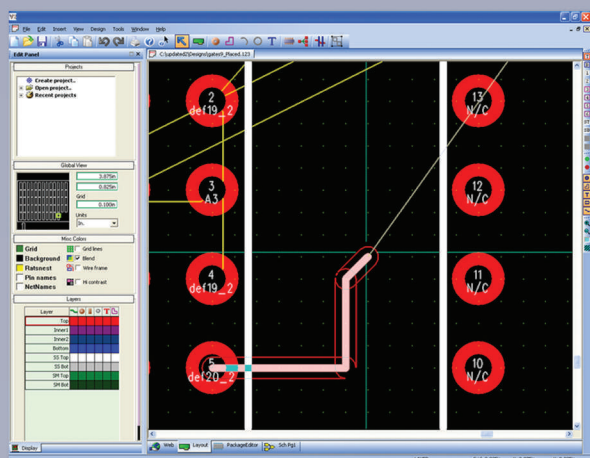 File Edit Insert View Design Tools Window Help
Edit Panel
C:\updated2\Design\gates9_Placed.123
Projects
Create project..
Open project..
Recent projects
Global View
3.875in
0.825in
Grid
0.100in
Units
In.
Misc Colors
Grid
Grid lines
Background
Blend
Ratsnest
Wire frame
Pin names
NetNames
Hi contrast
Layers
Layer
Top
Inner1
Inner2
Bottom
SS Top
SS Bot
SM Top
SM Bot
2
def19_2
3
A3
4
def19_2
5
def20_2
13
N/C
12
N/C
11
N/C
10
N/C
Display
Web Layout PackageEditor Sch Pg1